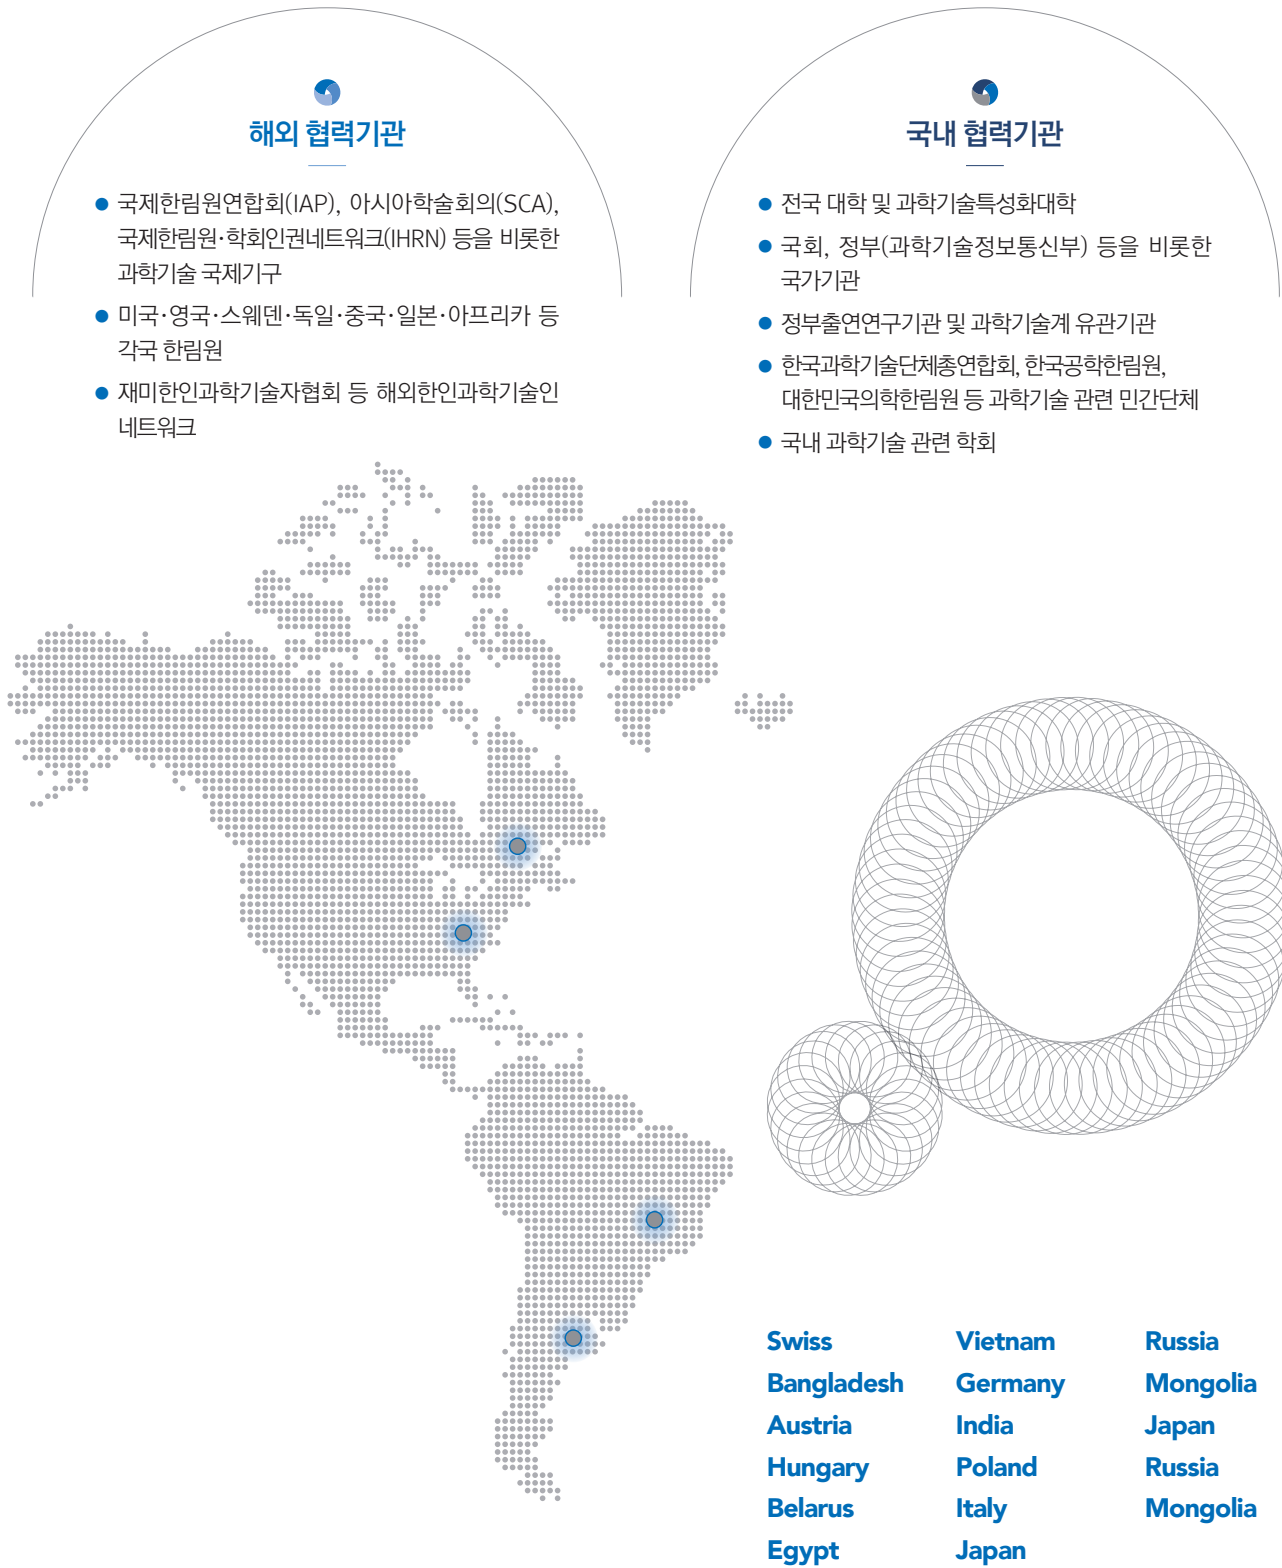 해외 협력기관
● 국제한림원연합회(IAP), 아시아학술회의(SCA),
국제한림원·학회인권네트워크(IHRN) 등을 비롯한
과학기술 국제기구
● 미국·영국·스웨덴·독일·중국·일본·아프리카 등
각국 한림원
● 재미한인과학기술자협회 등 해외한인과학기술인
네트워크
국내 협력기관
● 전국 대학 및 과학기술특성화대학
● 국회, 정부(과학기술정보통신부) 등을 비롯한
국가기관
● 정부출연연구기관 및 과학기술계 유관기관
● 한국과학기술단체총연합회, 한국공학한림원,
대한민국의학한림원 등 과학기술 관련 민간단체
● 국내 과학기술 관련 학회
Swiss
Bangladesh
Austria
Hungary
Belarus
Egypt
Vietnam
Germany
India
Poland
Italy
Japan
Russia
Mongolia
Japan
Russia
Mongolia